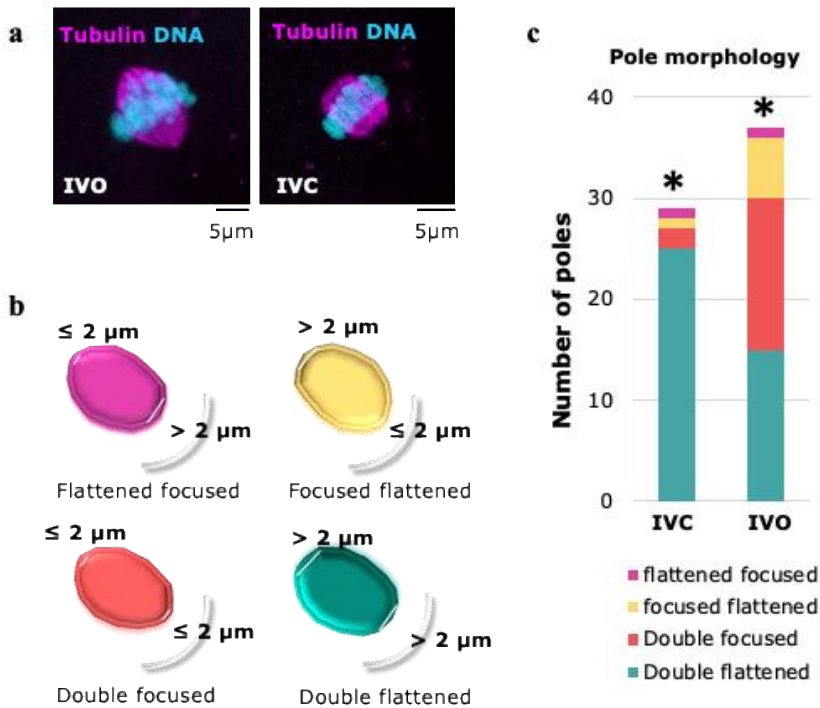 a
Tubulin DNA
IVO
5µm
Tubulin DNA
IVC
5µm
b
≤ 2 µm
> 2 µm
Flattened focused
> 2 µm
≤ 2 µm
Focused flattened
≤ 2 µm
≤ 2 µm
Double focused
> 2 µm
> 2 µm
Double flattened
c
Pole morphology
Number of poles
40
30
20
10
0
*
*
IVC
IVO
flattened focused
focused flattened
Double focused
Double flattened